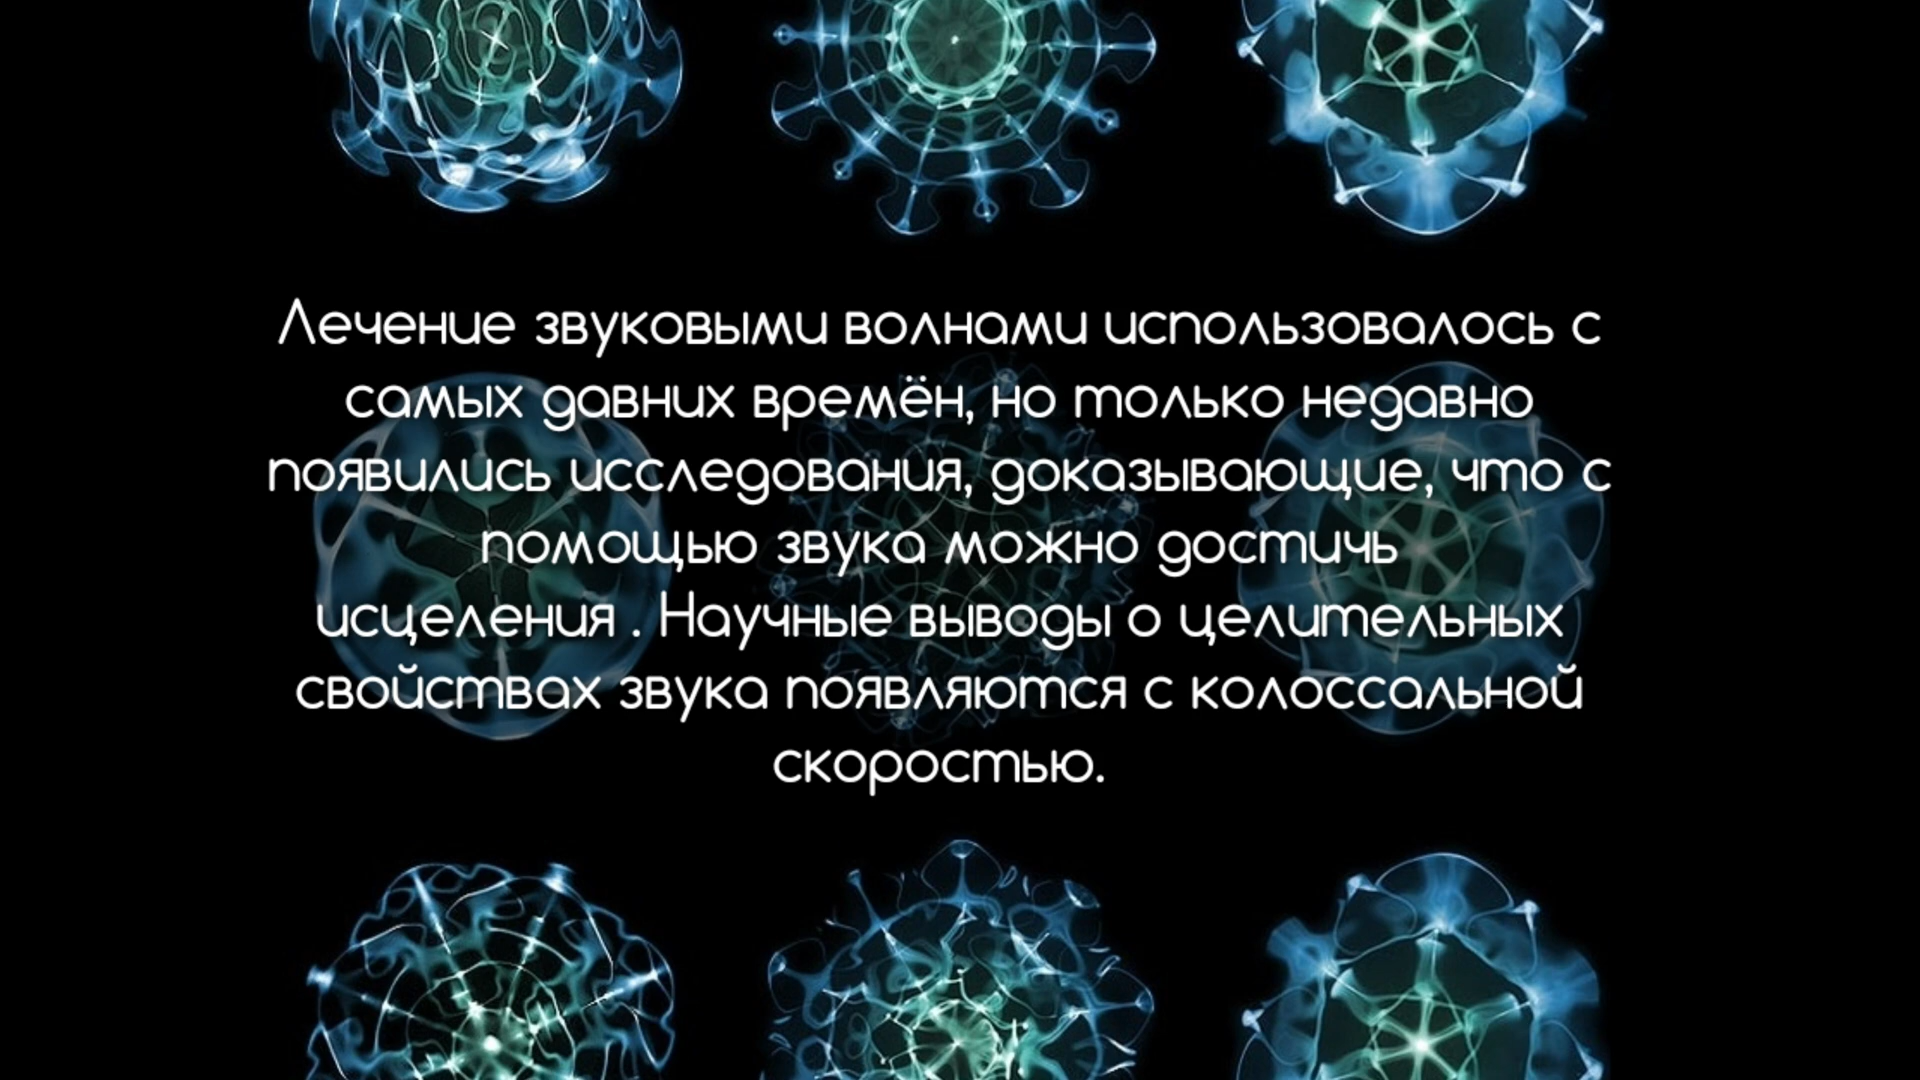 Лечение звуковыми волнами использовалось с
самых давних времён, но только недавно
появились исследования, доказывающие, что с
помощью звука можно достичь
исцеления . Научные выводы о целительных
свойствах звука появляются с колоссальной
скоростью.